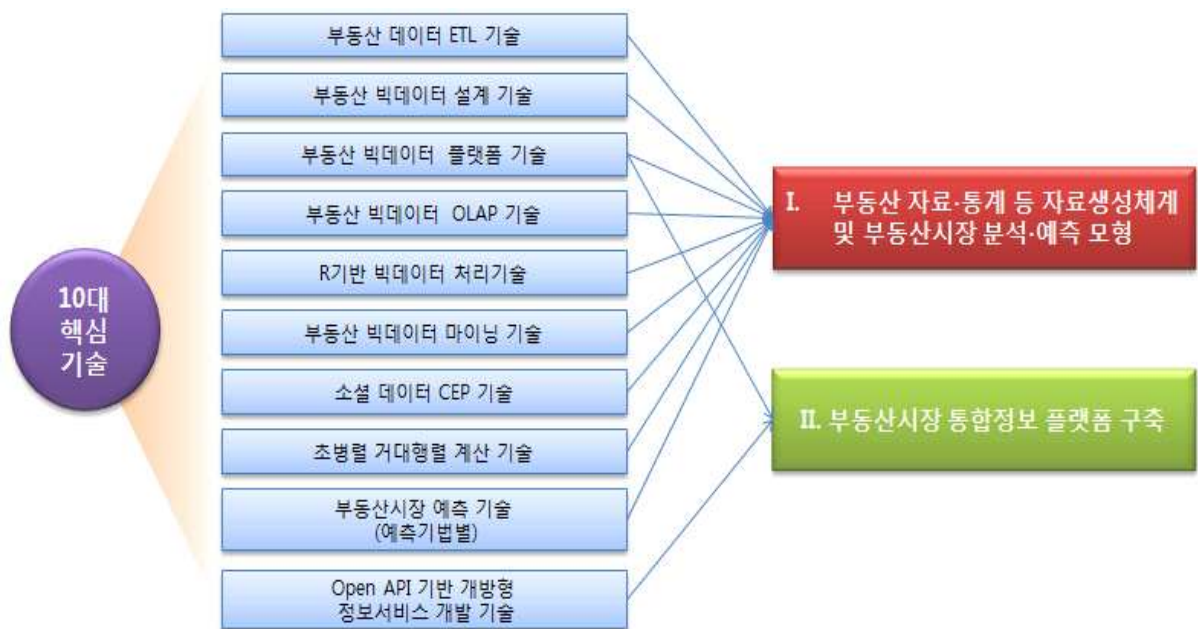 10대
핵심
기술
부동산 데이터 ETL 기술
부동산 빅데이터 설계 기술
부동산 빅데이터 플랫폼 기술
부동산 빅데이터 OLAP 기술
R기반 빅데이터 처리기술
부동산 빅데이터 마이닝 기술
소셜 데이터 CEP 기술
초병렬 거대행렬 계산 기술
부동산시장 예측 기술
(예측기법별)
Open API 기반 개방형
정보서비스 개발 기술
I. 부동산 자료·통계 등 자료생성체계
및 부동산시장 분석·예측 모형
II. 부동산시장 통합정보 플랫폼 구축